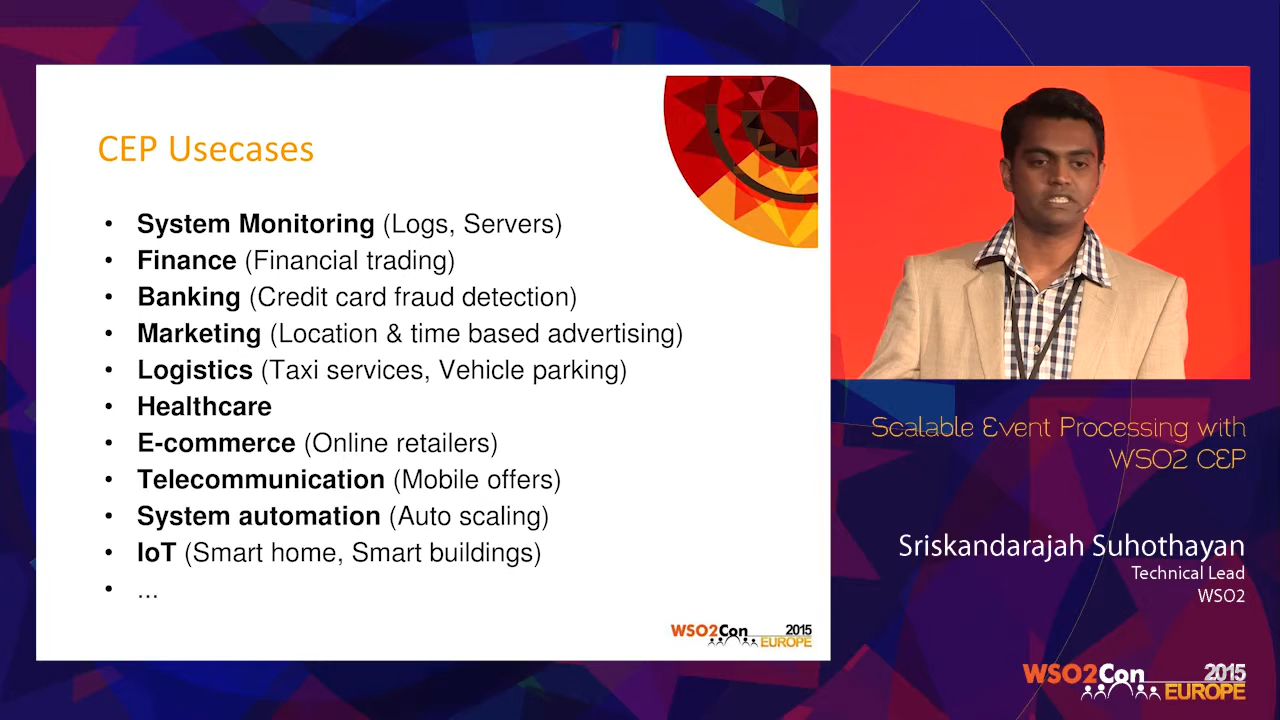 CEP Usecases
• System Monitoring (Logs, Servers)
• Finance (Financial trading)
• Banking (Credit card fraud detection)
• Marketing (Location & time based advertising)
• Logistics (Taxi services, Vehicle parking)
• Healthcare
• E-commerce (Online retailers)
• Telecommunication (Mobile offers)
• System automation (Auto scaling)
• IoT (Smart home, Smart buildings)
• ...
WSO2Con 2015
EUROPE
Scalable Event Processing with
WSO2 CEP
Sriskandarajah Suhothayan
Technical Lead
WSO2
WSO2Con 2015
EUROPE